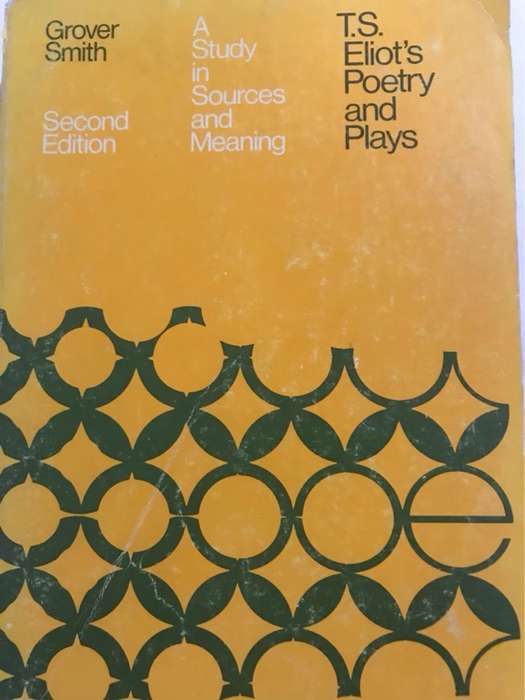 Grover
Smith
Second
Edition
A
Study
in
Sources
and
Meaning
T.S.
Eliot's
Poetry
and
Plays
e